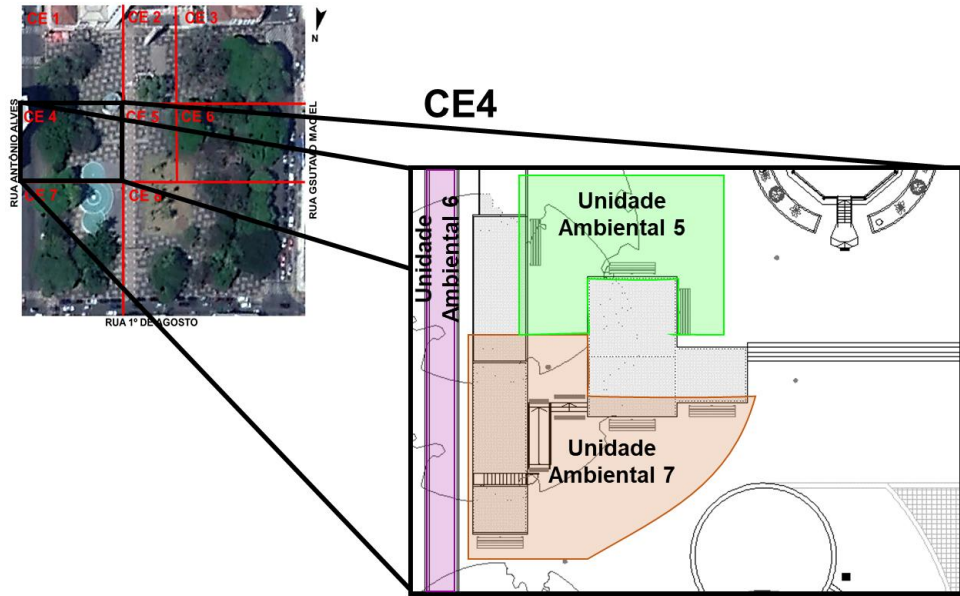 CE 1
CE 2
CE 3
N
CE4
CE 4
CE 5
CE 6
CE 7
CE 8
RUA ANTÔNIO ALVES
RUA GSUTAVO MACIEL
RUA 1º DE AGOSTO
Unidade
Ambiental 6
Unidade
Ambiental 5
Unidade
Ambiental 7